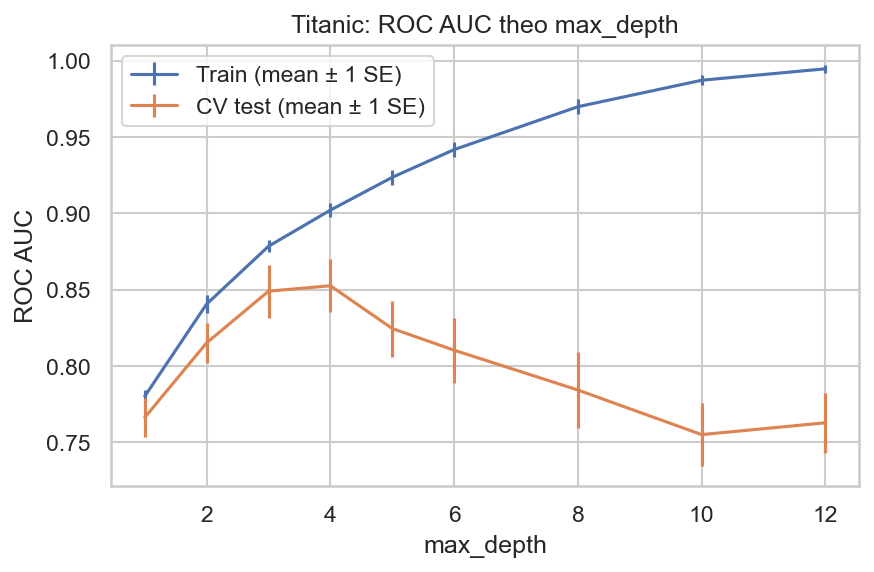 Titanic: ROC AUC theo max_depth
Train (mean ± 1 SE)
CV test (mean ± 1 SE)
ROC AUC
1.00
0.95
0.90
0.85
0.80
0.75
2 4 6 8 10 12
max_depth